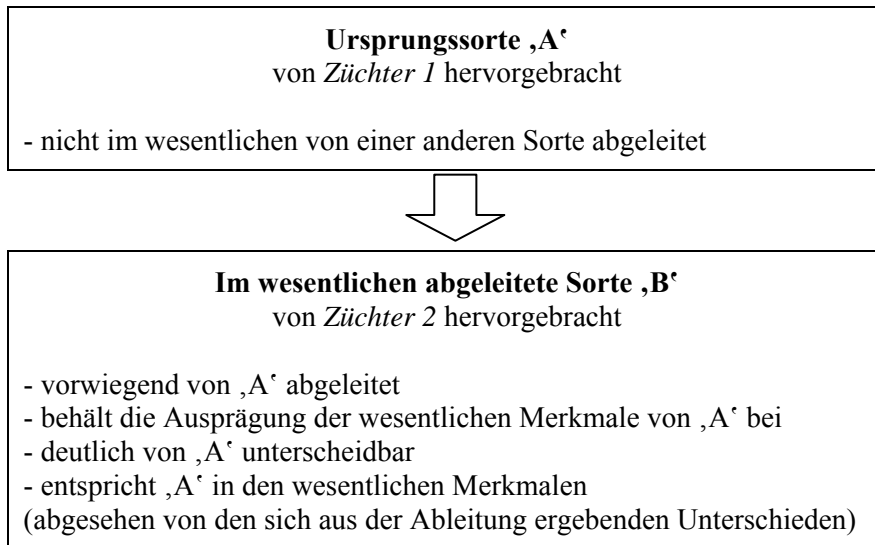 Ursprungssorte ‚A‛
von Züchter 1 hervorgebracht
- nicht im wesentlichen von einer anderen Sorte abgeleitet
Im wesentlichen abgeleitete Sorte ‚B‛
von Züchter 2 hervorgebracht
- vorwiegend von ‚A‛ abgeleitet
- behält die Ausprägung der wesentlichen Merkmale von ‚A‛ bei
- deutlich von ‚A‛ unterscheidbar
- entspricht ‚A‛ in den wesentlichen Merkmalen
(abgesehen von den sich aus der Ableitung ergebenden Unterschieden)